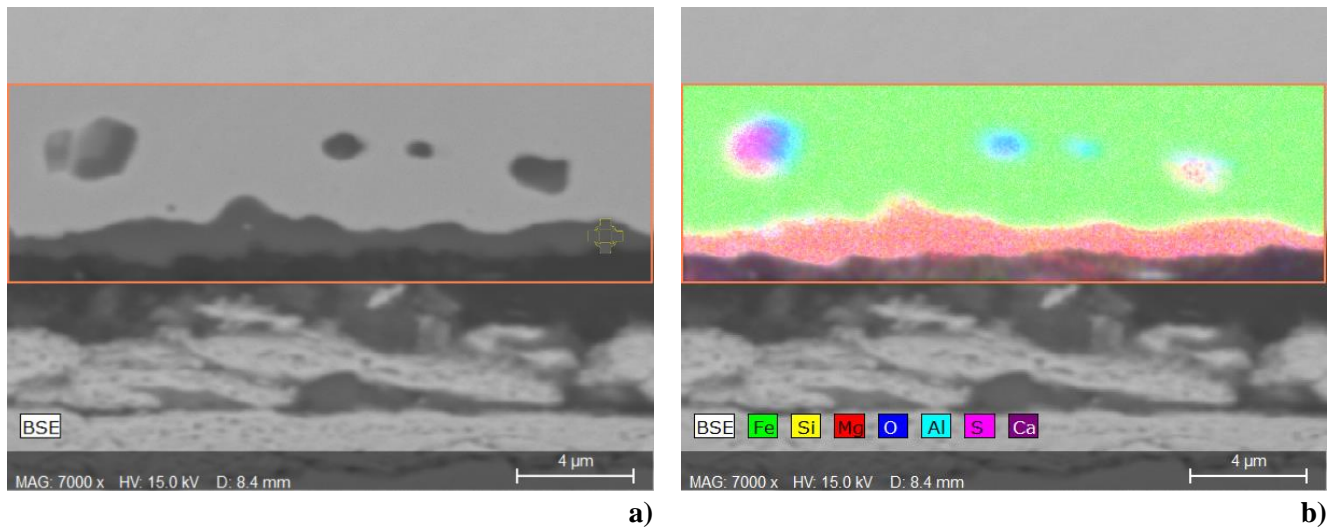 BSE
4 µm
MAG: 7000 x HV: 15.0 kV D: 8.4 mm
a)
BSE Fe Si Mg O Al S Ca
4 µm
MAG: 7000 x HV: 15.0 kV D: 8.4 mm
b)